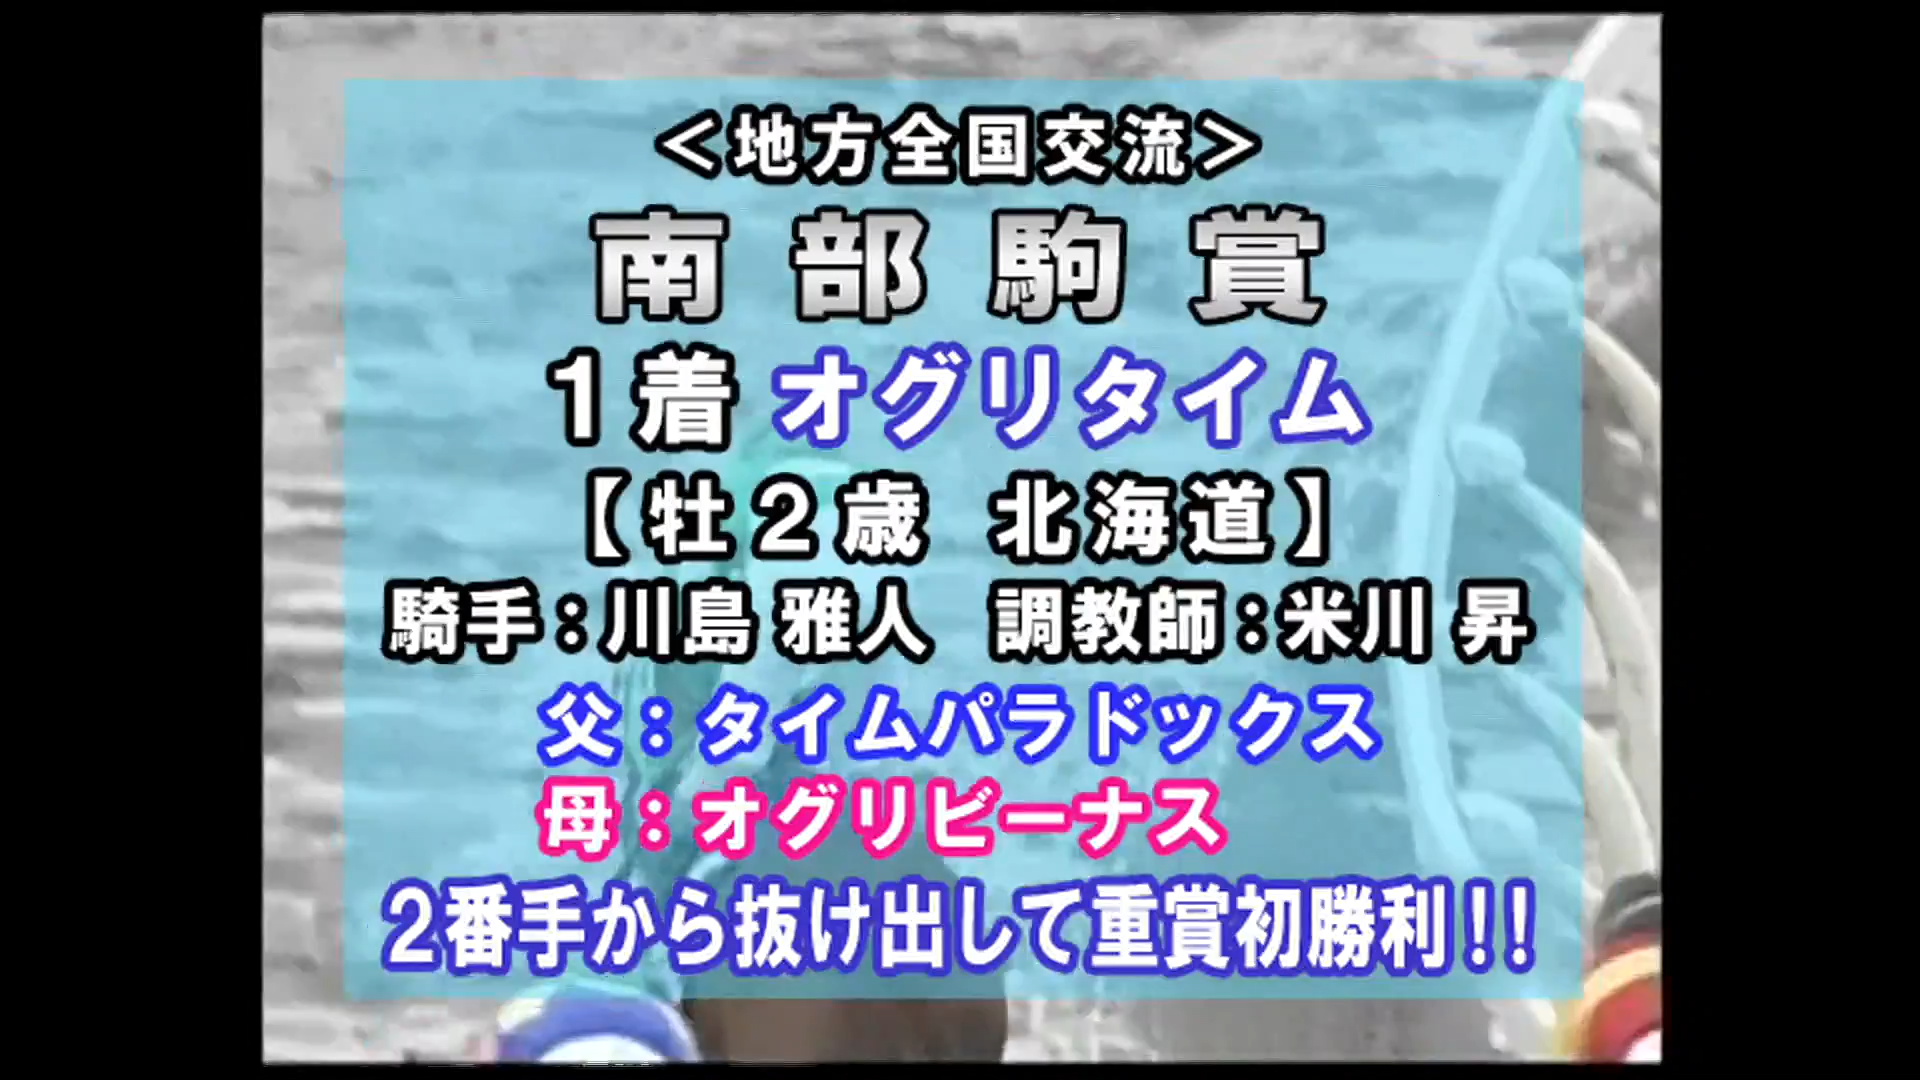 ＜地方全国交流＞
南部駒賞
１着 オグリタイム
【牡２歳　北海道】
騎手：川島 雅人　調教師：米川 昇
父：タイムパラドックス
母：オグリビーナス
２番手から抜け出して重賞初勝利！！